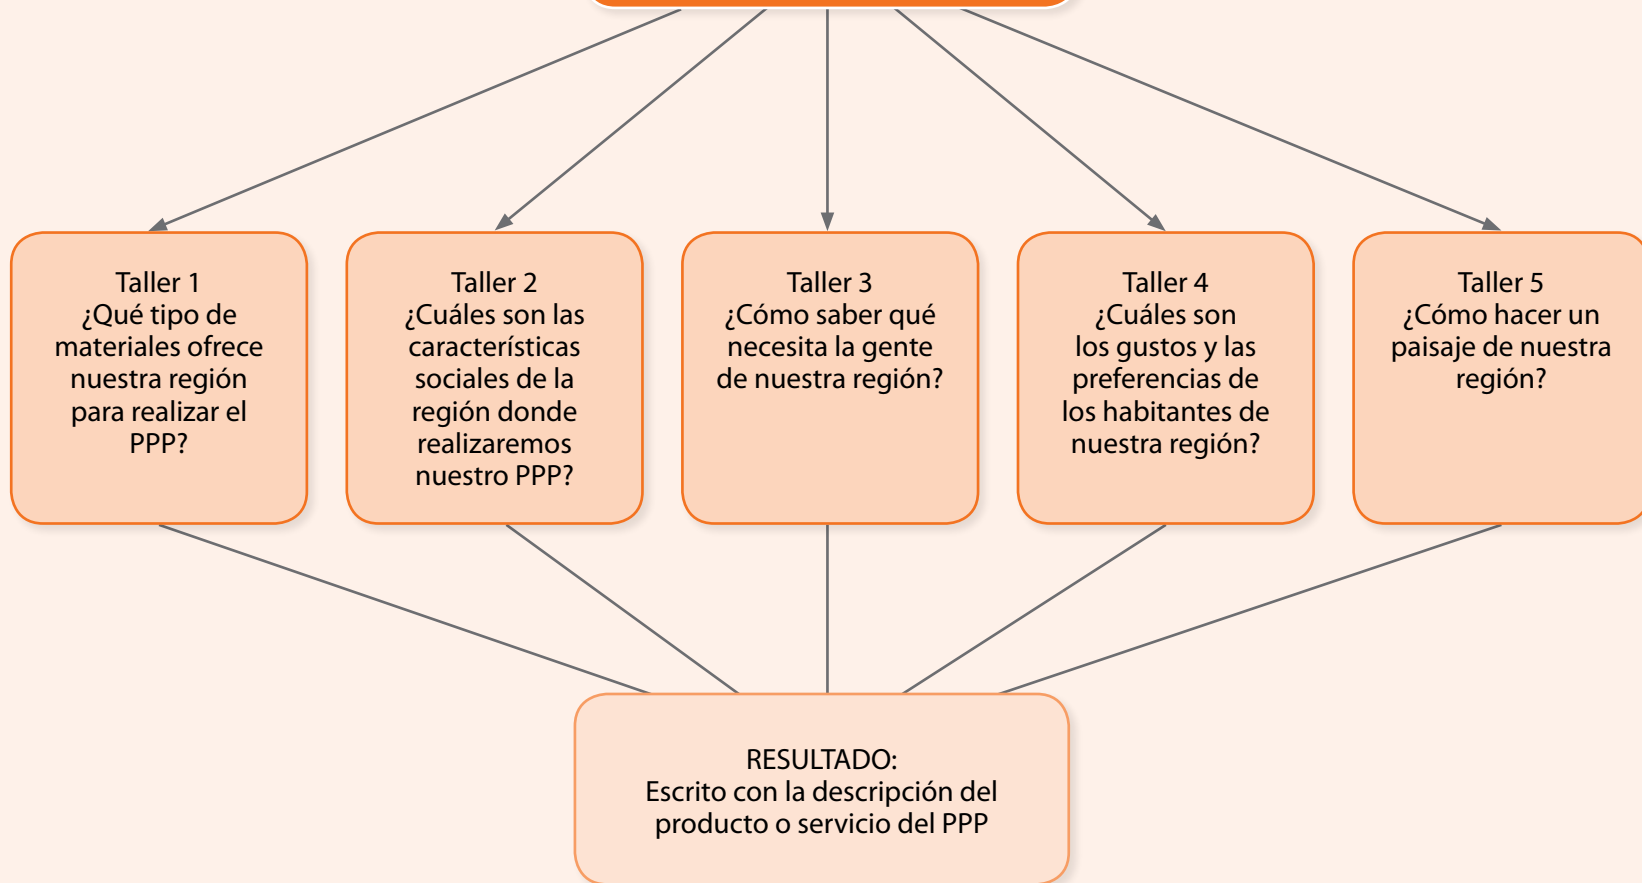 Taller 1
¿Qué tipo de
materiales ofrece
nuestra región
para realizar el
PPP?
Taller 2
¿Cuáles son las
características
sociales de la
región donde
realizaremos
nuestro PPP?
Taller 3
¿Cómo saber qué
necesita la gente
de nuestra región?
Taller 4
¿Cuáles son
los gustos y las
preferencias de
los habitantes de
nuestra región?
Taller 5
¿Cómo hacer un
paisaje de nuestra
región?
RESULTADO:
Escrito con la descripción del
producto o servicio del PPP